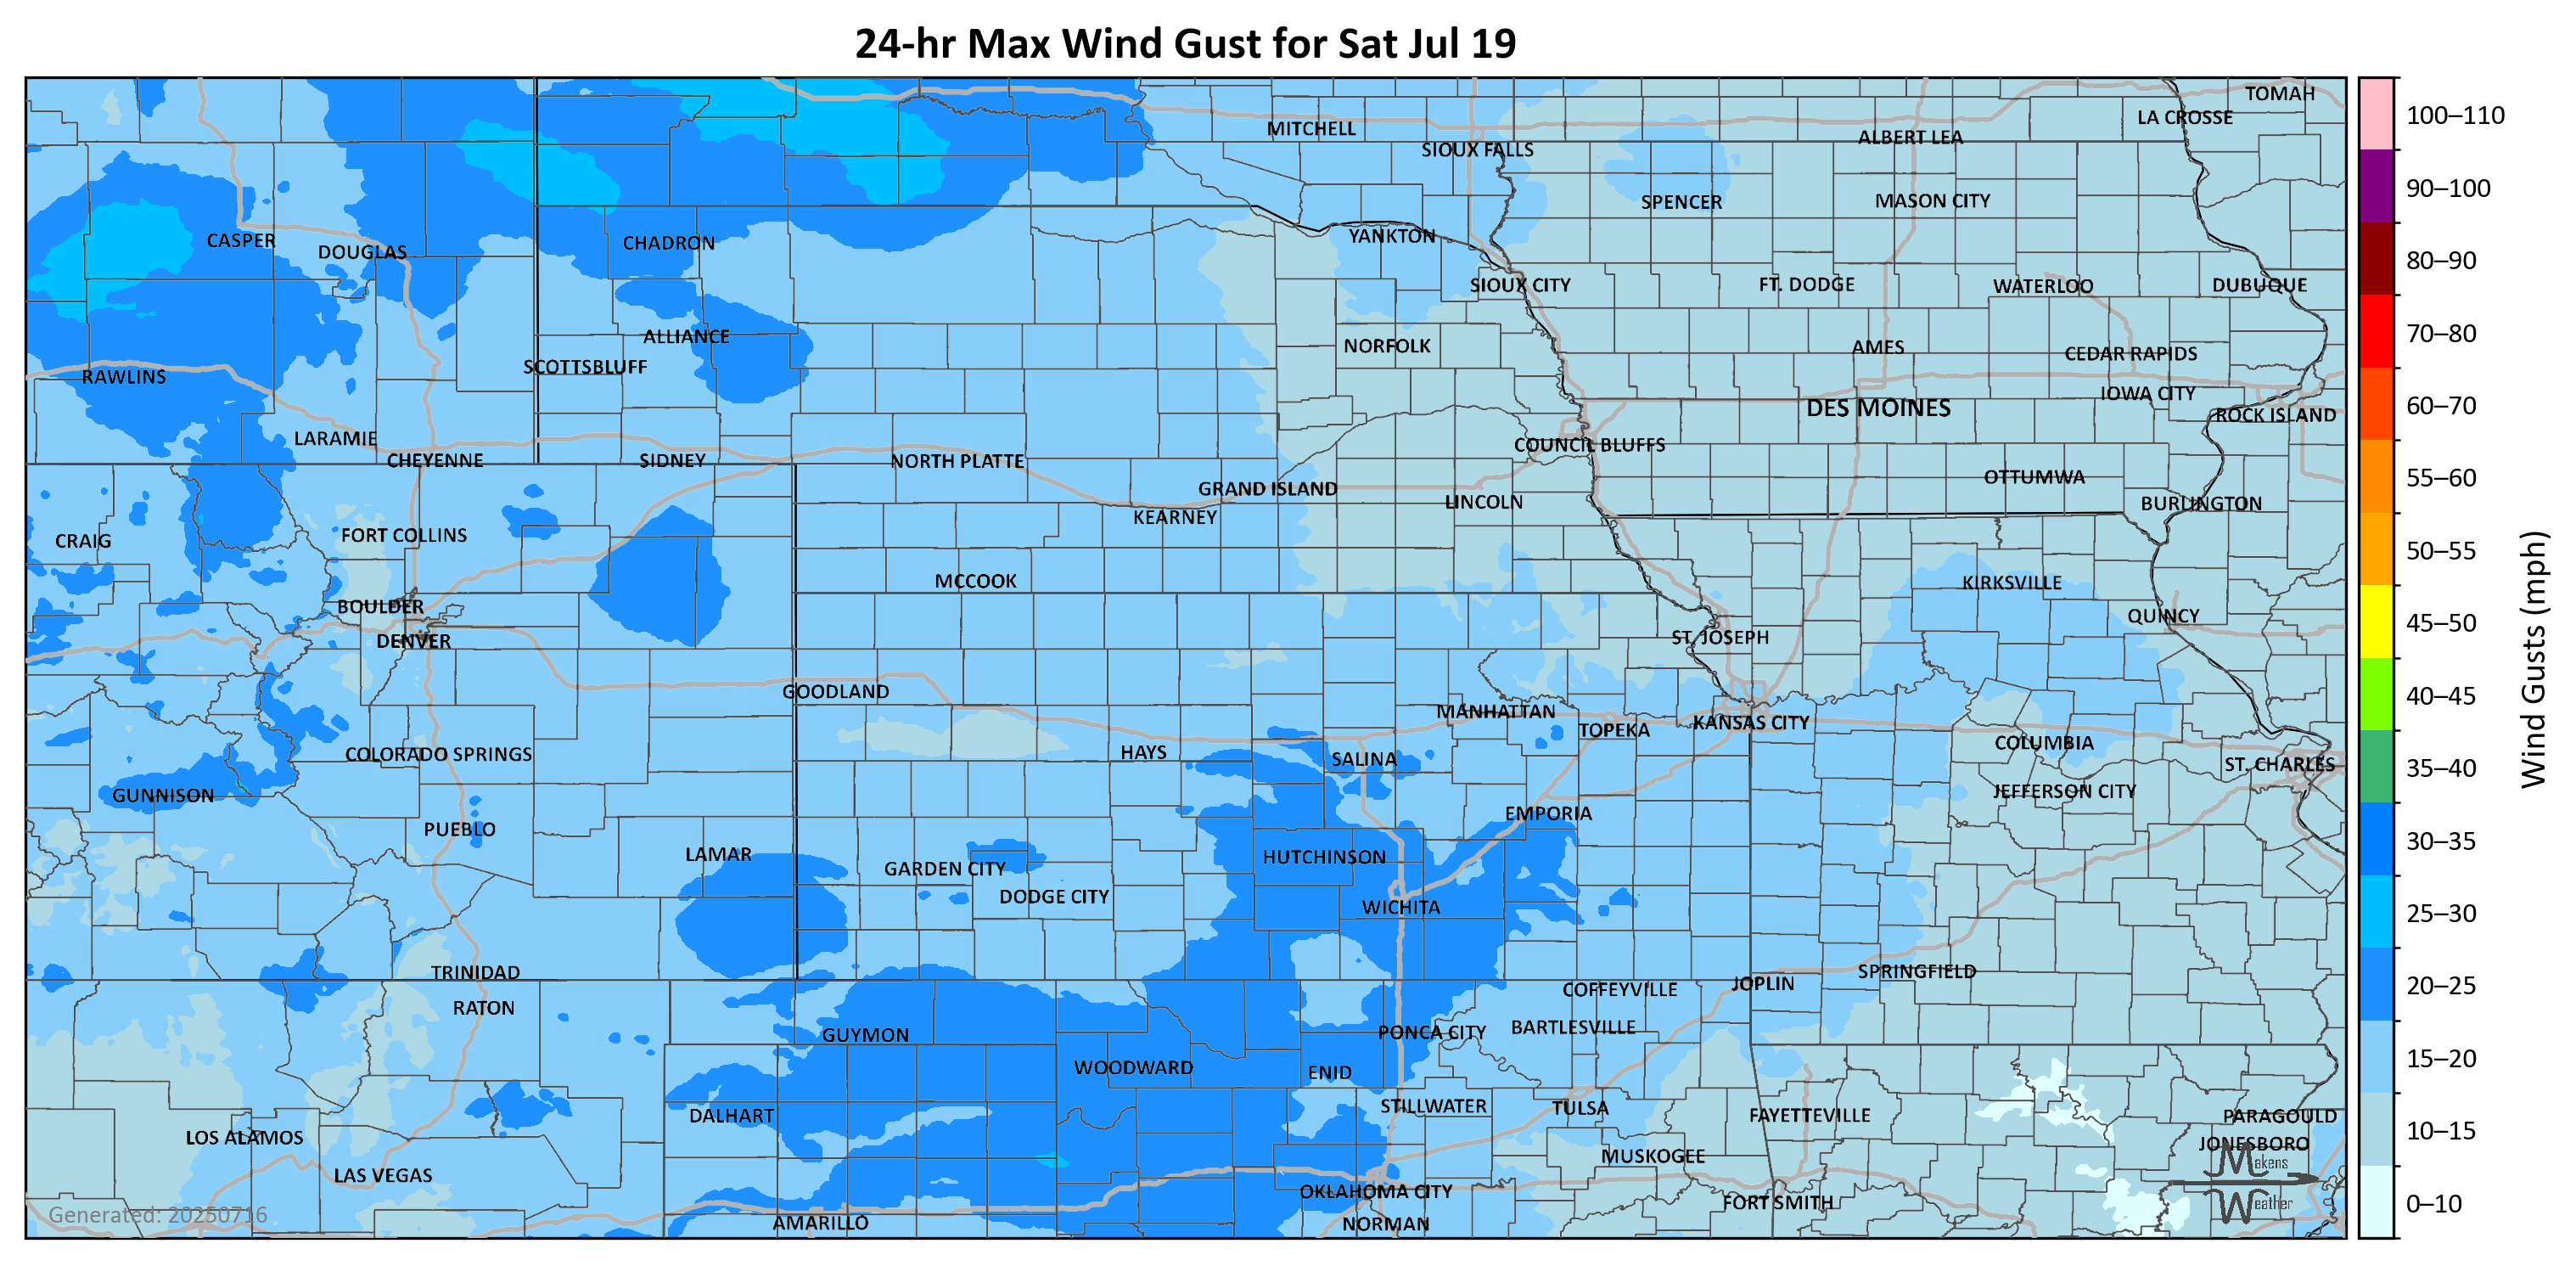 24-hr Max Wind Gust for Sat Jul 19
TOMAH
LA CROSSE
MITCHELL
ALBERT LEA
SIOUX FALLS
SPENCER
MASON CITY
CASPER
DOUGLAS
CHADRON
YANKTON
SIOUX CITY
FT. DODGE
WATERLOO
DUBUQUE
ALLIANCE
NORFOLK
AMES
CEDAR RAPIDS
SCOTTSBLUFF
RAWLINS
IOWA CITY
DES MOINES
ROCK ISLAND
LARAMIE
COUNCIL BLUFFS
CHEYENNE
SIDNEY
NORTH PLATTE
OTTUMWA
GRAND ISLAND
LINCOLN
BURLINGTON
KEARNEY
FORT COLLINS
CRAIG
MCCOOK
KIRKSVILLE
BOULDER
QUINCY
DENVER
ST. JOSEPH
GOODLAND
MANHATTAN
TOPEKA
KANSAS CITY
COLUMBIA
COLORADO SPRINGS
HAYS
SALINA
ST. CHARLES
GUNNISON
JEFFERSON CITY
EMPORIA
PUEBLO
LAMAR
HUTCHINSON
GARDEN CITY
DODGE CITY
WICHITA
TRINIDAD
SPRINGFIELD
JOPLIN
COFFEYVILLE
RATON
BARTLESVILLE
GUYMON
PONCA CITY
WOODWARD
ENID
STILLWATER
TULSA
DALHART
FAYETTEVILLE
PARAGOULD
LOS ALAMOS
JONESBORO
MUSKOGEE
LAS VEGAS
OKLAHOMA CITY
FORT SMITH
AMARILLO
NORMAN
Generated: 20250716
Makens
Weather
100–110
90–100
80–90
70–80
60–70
55–60
50–55
45–50
40–45
35–40
30–35
25–30
20–25
15–20
10–15
0–10
Wind Gusts (mph)